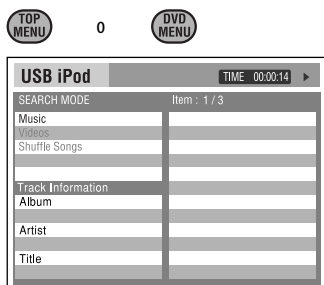 TOP MENU 0 DVD MENU
USB iPod TIME 00:00:14
SEARCH MODE Item : 1 / 3
Music
Videos
Shuffle Songs
Track Information
Album
Artist
Title